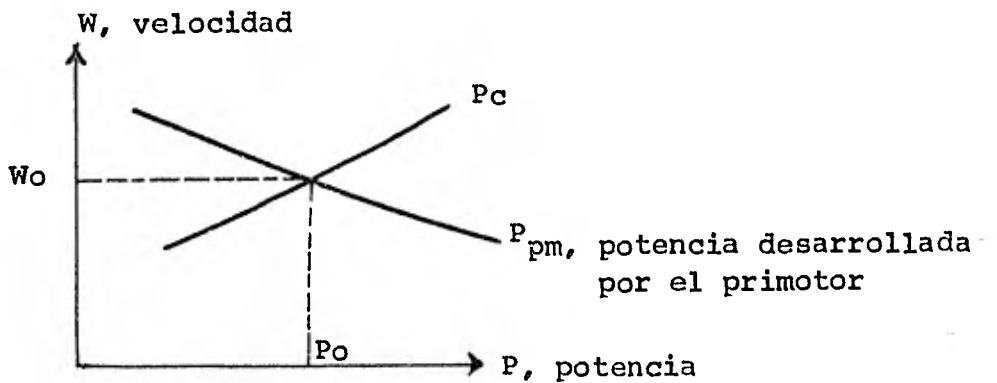 W, velocidad
Pc
Wo
Ppm, potencia desarrollada
por el primotor
Po
P, potencia